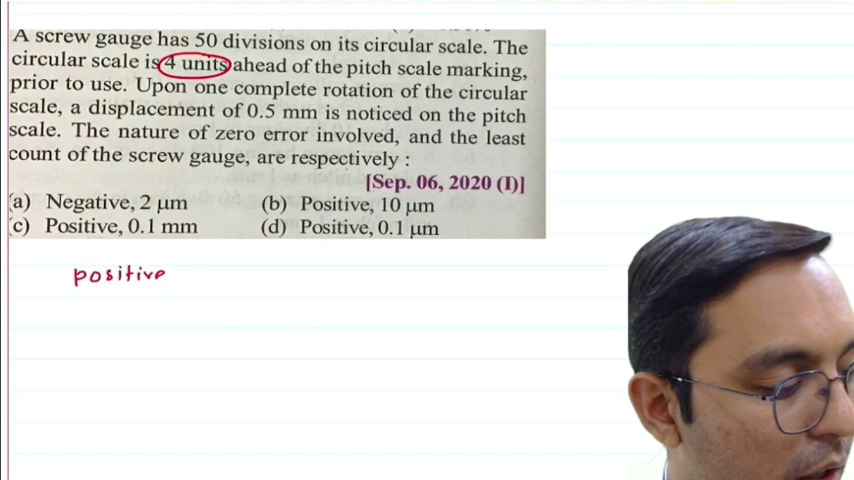 A screw gauge has 50 divisions on its circular scale. The
circular scale is 4 units ahead of the pitch scale marking,
prior to use. Upon one complete rotation of the circular
scale, a displacement of 0.5 mm is noticed on the pitch
scale. The nature of zero error involved, and the least
count of the screw gauge, are respectively :
[Sep. 06, 2020 (I)]
(a) Negative, 2 μm (b) Positive, 10 μm
(c) Positive, 0.1 mm (d) Positive, 0.1 μm
positive